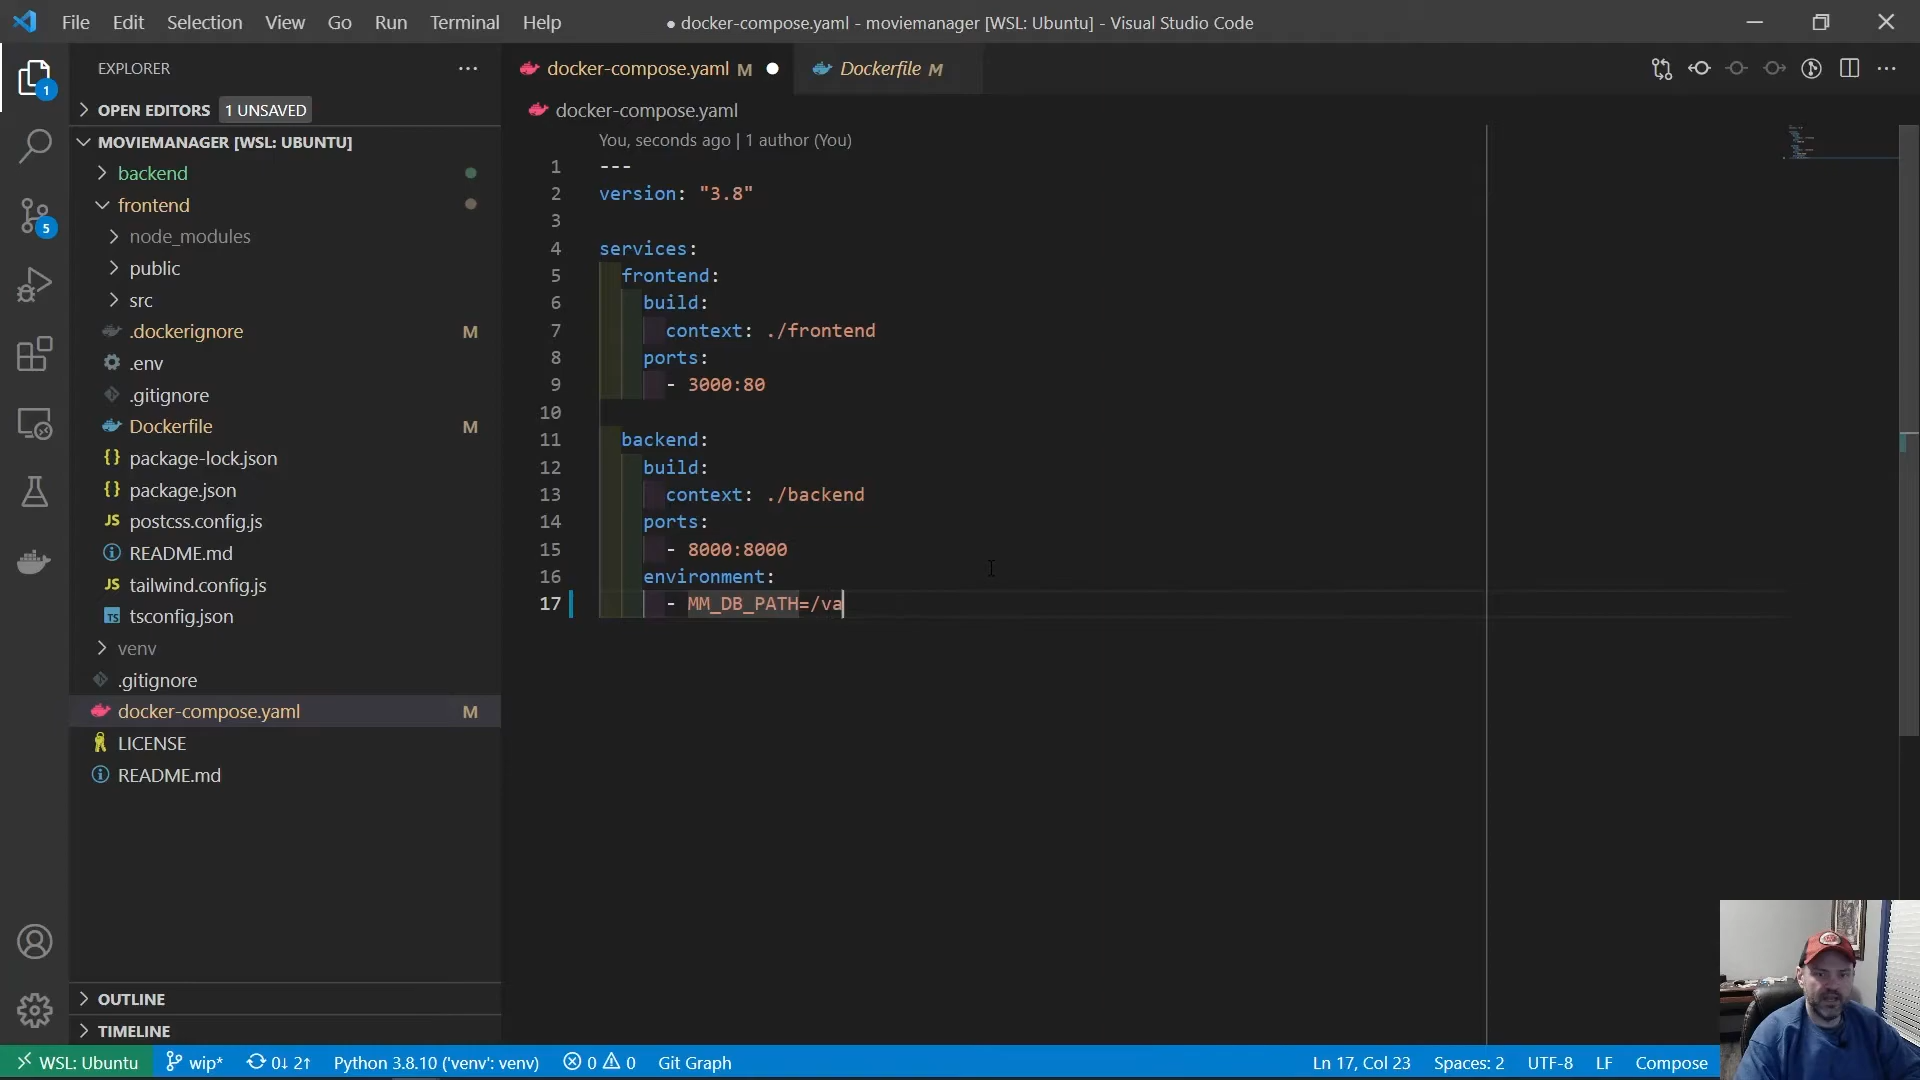 File Edit Selection View Go Run Terminal Help
● docker-compose.yaml - moviemanager [WSL: Ubuntu] - Visual Studio Code
EXPLORER
docker-compose.yaml M
Dockerfile M
1
OPEN EDITORS 1 UNSAVED
docker-compose.yaml
MOVIEMANAGER [WSL: UBUNTU]
You, seconds ago | 1 author (You)
backend
frontend
node_modules
public
src
.dockerignore M
.env
.gitignore
Dockerfile M
package-lock.json
package.json
JS postcss.config.js
README.md
JS tailwind.config.js
TS tsconfig.json
venv
.gitignore
docker-compose.yaml M
LICENSE
README.md
5
1 ---
2 version: "3.8"
3
4 services:
5 frontend:
6 build:
7 context: ./frontend
8 ports:
9 - 3000:80
10
11 backend:
12 build:
13 context: ./backend
14 ports:
15 - 8000:8000
16 environment:
17 - MM_DB_PATH=/va
OUTLINE
TIMELINE
WSL: Ubuntu wip* 0↓ 2↑ Python 3.8.10 ('venv': venv) 0 0 Git Graph Ln 17, Col 23 Spaces: 2 UTF-8 LF Compose